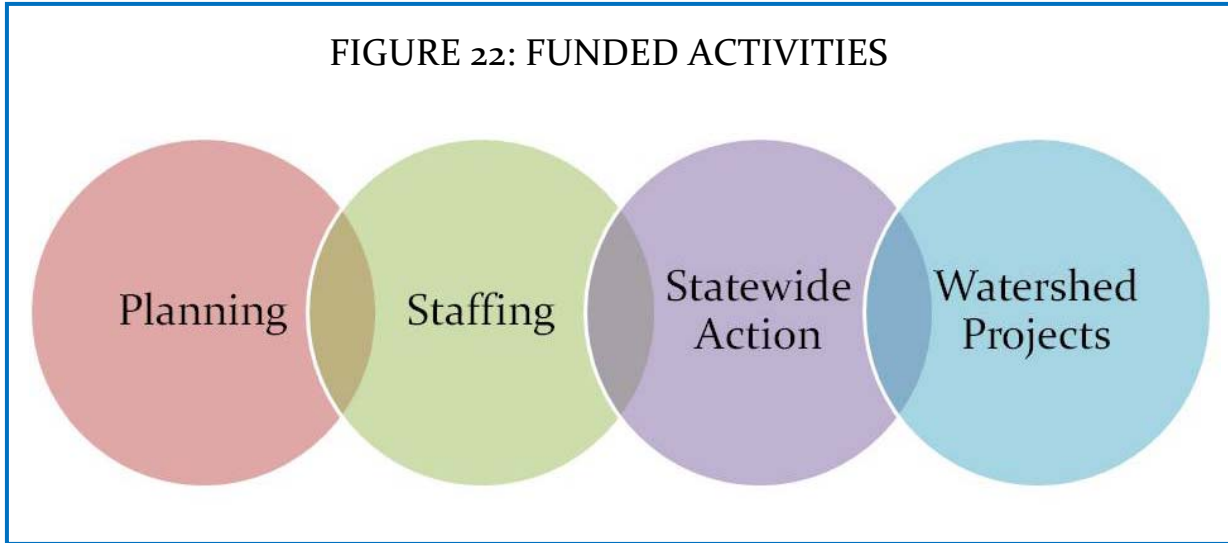 FIGURE 22: FUNDED ACTIVITIES
Planning
Staffing
Statewide
Action
Watershed
Projects